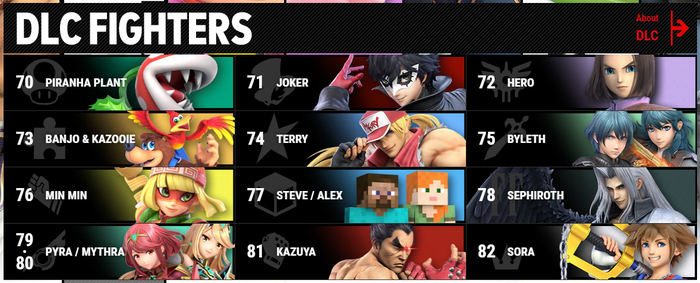 DLC FIGHTERS
About
DLC
70 PIRANHA PLANT
71 JOKER
72 HERO
73 BANJO & KAZOOIE
74 TERRY
75 BYLETH
76 MIN MIN
77 STEVE / ALEX
78 SEPHIROTH
79
80 PYRA / MYTHRA
81 KAZUYA
82 SORA